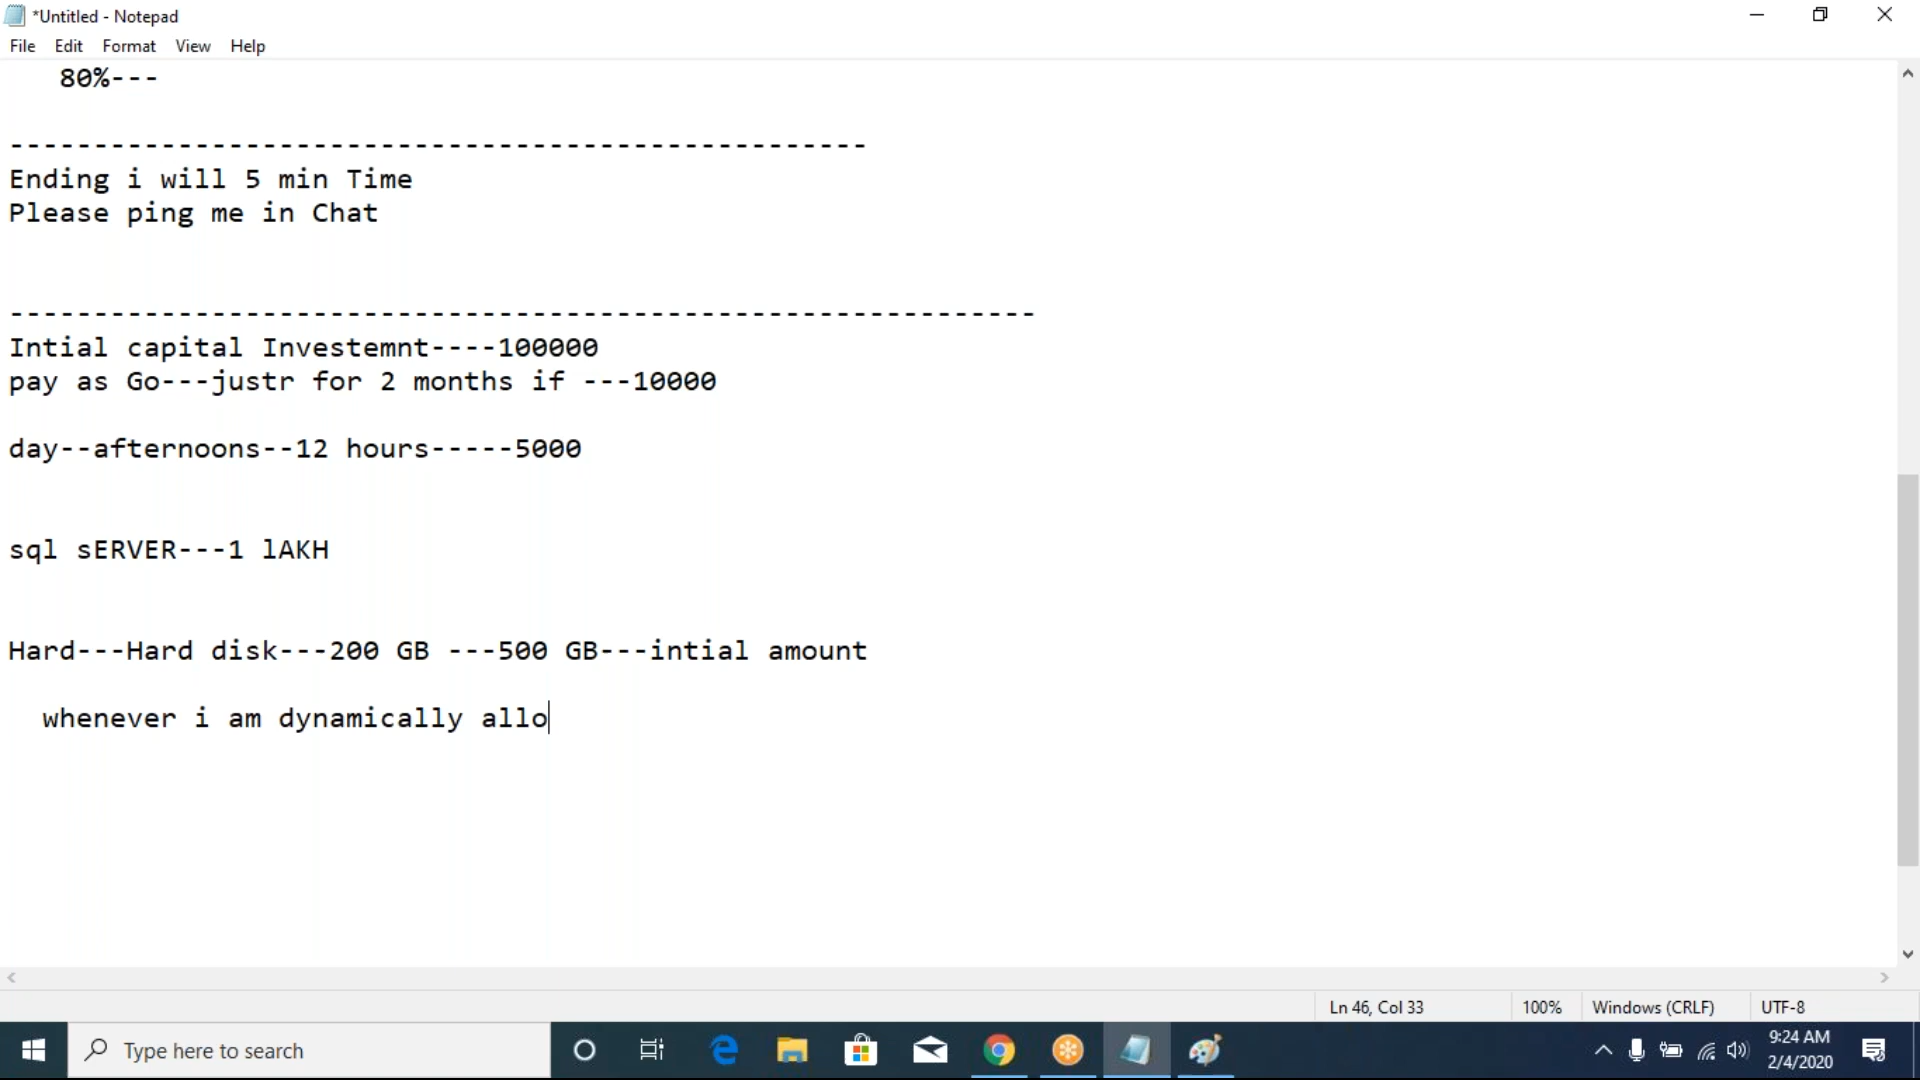 *Untitled - Notepad
File Edit Format View Help
80%---
---------------------------------------------------
Ending i will 5 min Time
Please ping me in Chat
-------------------------------------------------------------
Intial capital Investemnt----100000
pay as Go---justr for 2 months if ---10000
day--afternoons--12 hours-----5000
sql sERVER---1 lAKH
Hard---Hard disk---200 GB ---500 GB---intial amount
whenever i am dynamically allo
Ln 46, Col 33 100% Windows (CRLF) UTF-8
Type here to search
9:24 AM
2/4/2020